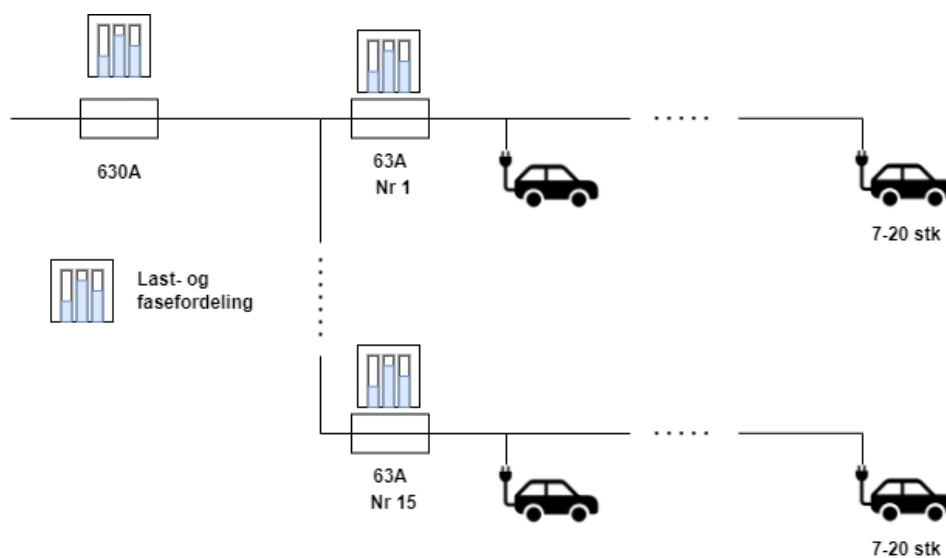 630A
63A
Nr 1
7-20 stk
Last- og
fasefordeling
63A
Nr 15
7-20 stk